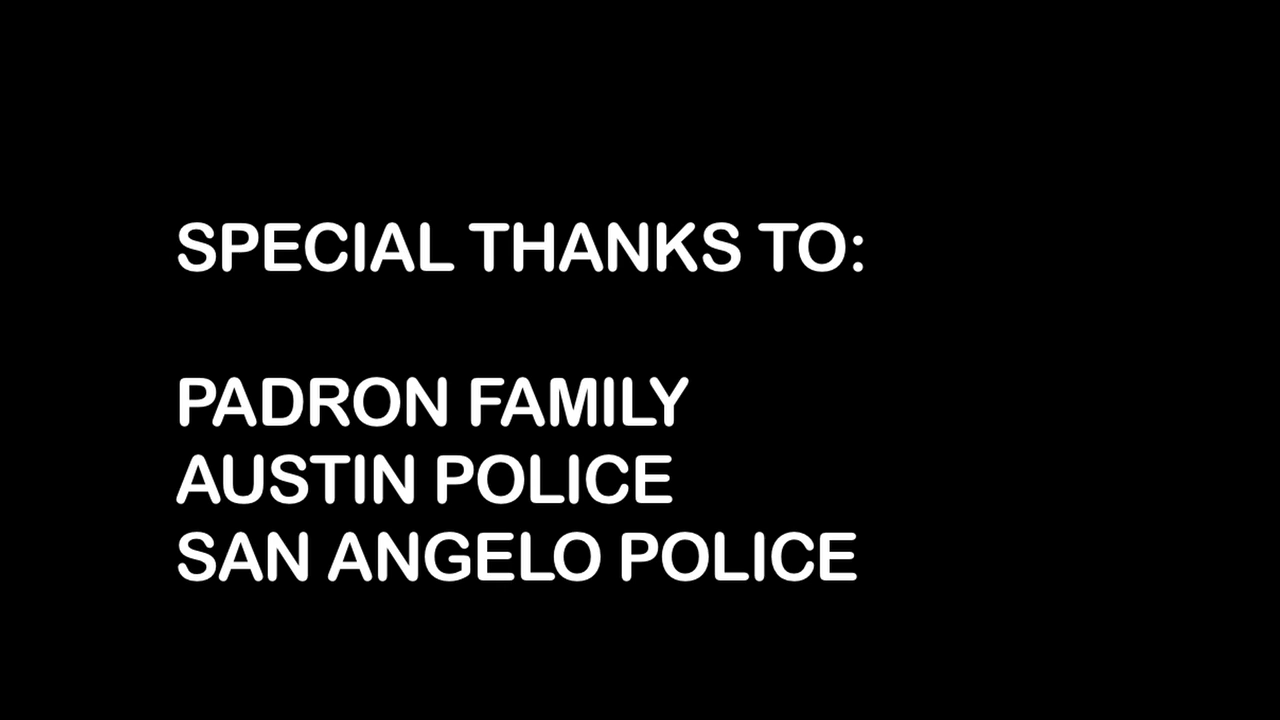 SPECIAL THANKS TO:
PADRON FAMILY
AUSTIN POLICE
SAN ANGELO POLICE